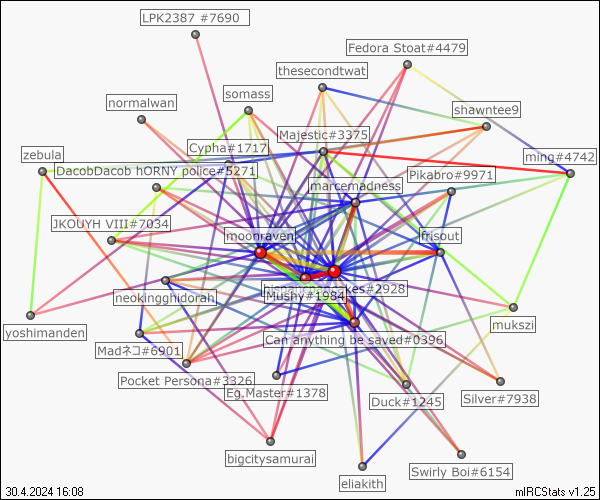 LPK2387 #7690
Fedora Stoat#4479
thesecondtwat
somass
normalwan
shawntee9
Majestic#3375
Cypha#1717
zebula
ming#4742
DacobDacob hORNY police#5271
Pikabro#9971
marcemadness
JKOUYH VIII#7034
moonraven
frisout
kes#2928
Mushy#1984
neokingghidorah
mukszi
yoshimanden
Can anything be saved#0396
Madネコ#6901
Pocket Persona#3326
Eg.Master#1378
Duck#1245
Silver#7938
bigcitysamurai
Swirly Boi#6154
eliakith
30.4.2024 16:08
mIRCStats v1.25